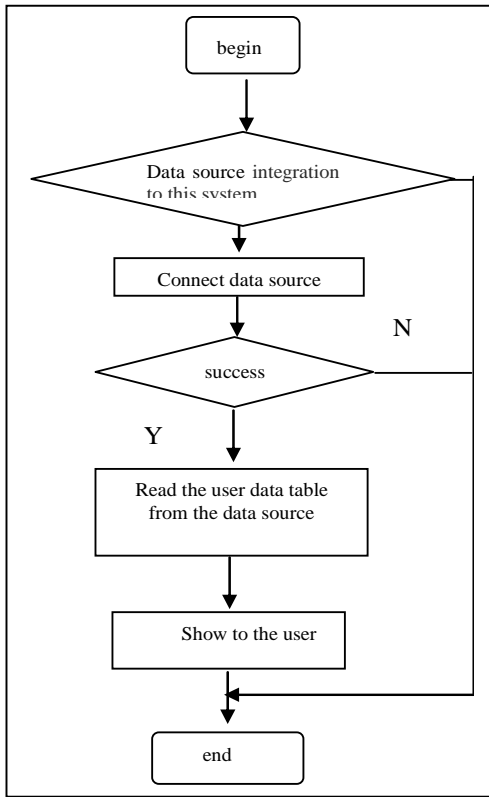 begin
Data source integration
to this system
Connect data source
N
success
Y
Read the user data table
from the data source
Show to the user
end